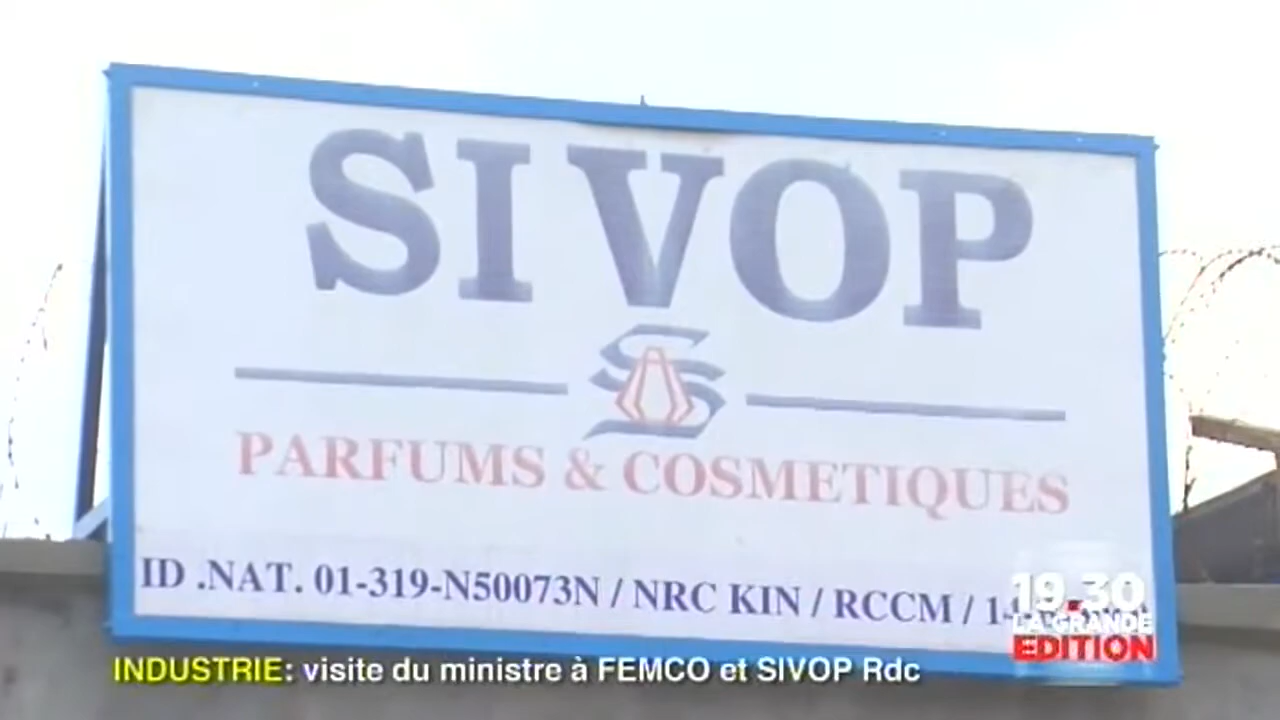 SIVOP
S
PARFUMS & COSMETIQUES
ID .NAT. 01-319-N50073N / NRC KIN / RCCM /
19.30
LA GRANDE
EDITION
INDUSTRIE: visite du ministre à FEMCO et SIVOP Rdc